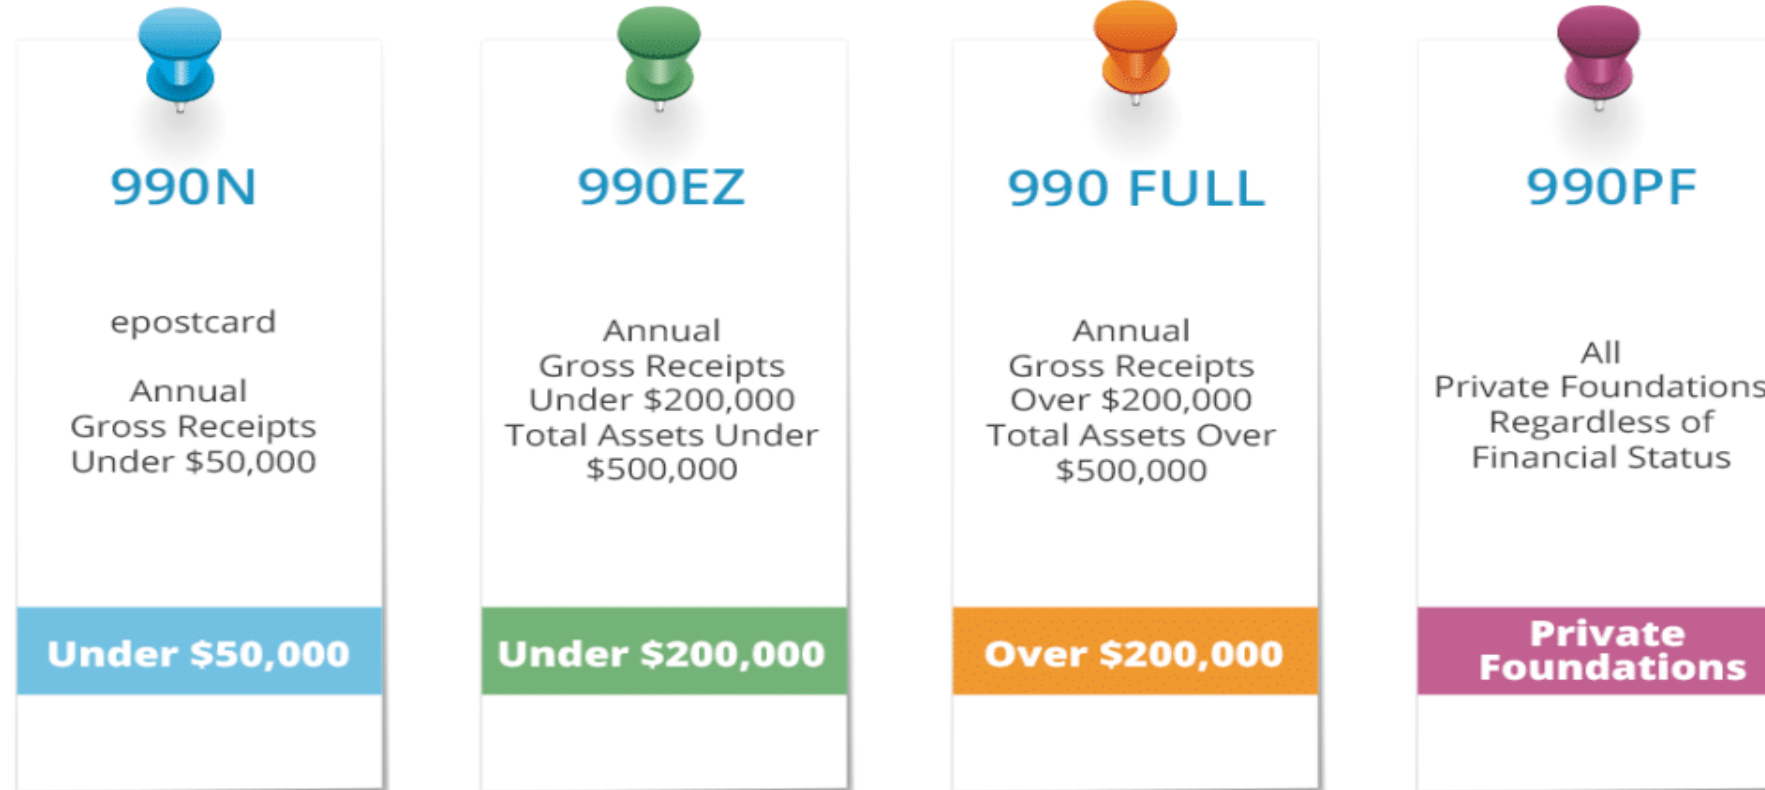 990N
epostcard
Annual
Gross Receipts
Under $50,000
Under $50,000
990EZ
Annual
Gross Receipts
Under $200,000
Total Assets Under
$500,000
Under $200,000
990 FULL
Annual
Gross Receipts
Over $200,000
Total Assets Over
$500,000
Over $200,000
990PF
All
Private Foundations
Regardless of
Financial Status
Private
Foundations